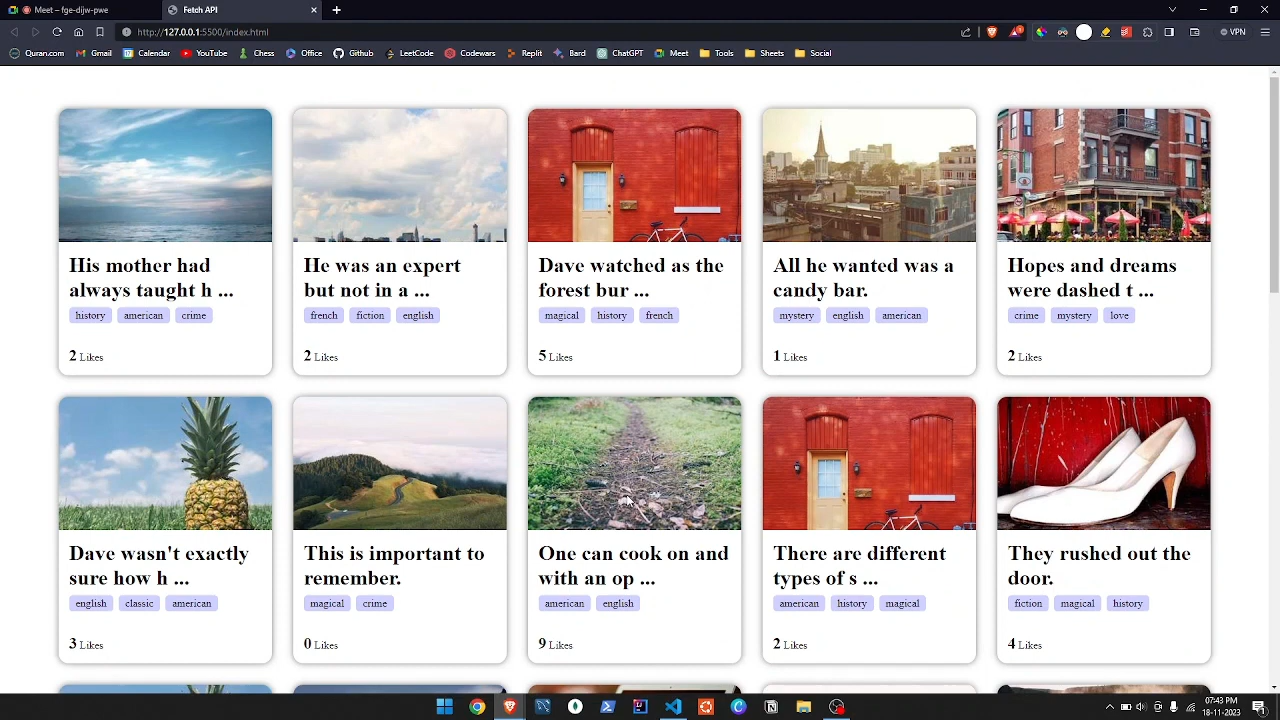 Meet – fge-dijw-pwe
Fetch API
http://127.0.0.1:5500/index.html
VPN
Quran.com Gmail Calendar YouTube Chess Office Github LeetCode Codewars Replit Bard ChatGPT Meet Tools Sheets Social
His mother had
always taught h ...
history american crime
2 Likes
He was an expert
but not in a ...
french fiction english
2 Likes
Dave watched as the
forest bur ...
magical history french
5 Likes
All he wanted was a
candy bar.
mystery english american
1 Likes
Hopes and dreams
were dashed t ...
crime mystery love
2 Likes
Dave wasn't exactly
sure how h ...
english classic american
3 Likes
This is important to
remember.
magical crime
0 Likes
One can cook on and
with an op ...
american english
9 Likes
There are different
types of s ...
american history magical
2 Likes
They rushed out the
door.
fiction magical history
4 Likes
07:43 PM
18-11-2023